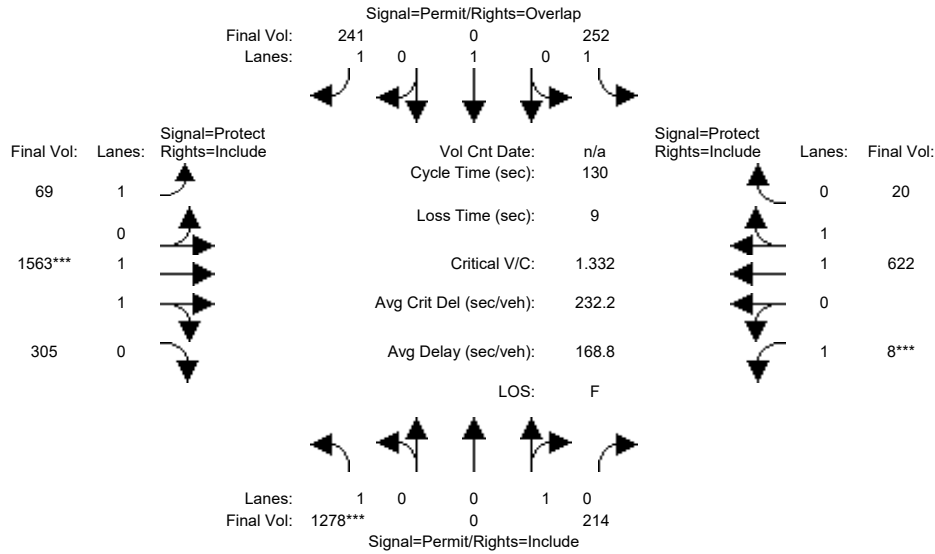 Signal=Permit/Rights=Overlap
Final Vol: 241 0 252
Lanes: 1 0 1 0 1
Signal=Protect
Final Vol: Lanes: Rights=Include
Vol Cnt Date: n/a
Signal=Protect
Rights=Include Lanes: Final Vol:
Cycle Time (sec): 130
69 1
0 20
Loss Time (sec): 9
0
1
1563*** 1
Critical V/C: 1.332
1 622
1
Avg Crit Del (sec/veh): 232.2
0
305 0
Avg Delay (sec/veh): 168.8
1 8***
LOS: F
Lanes: 1 0 0 1 0
Final Vol: 1278*** 0 214
Signal=Permit/Rights=Include